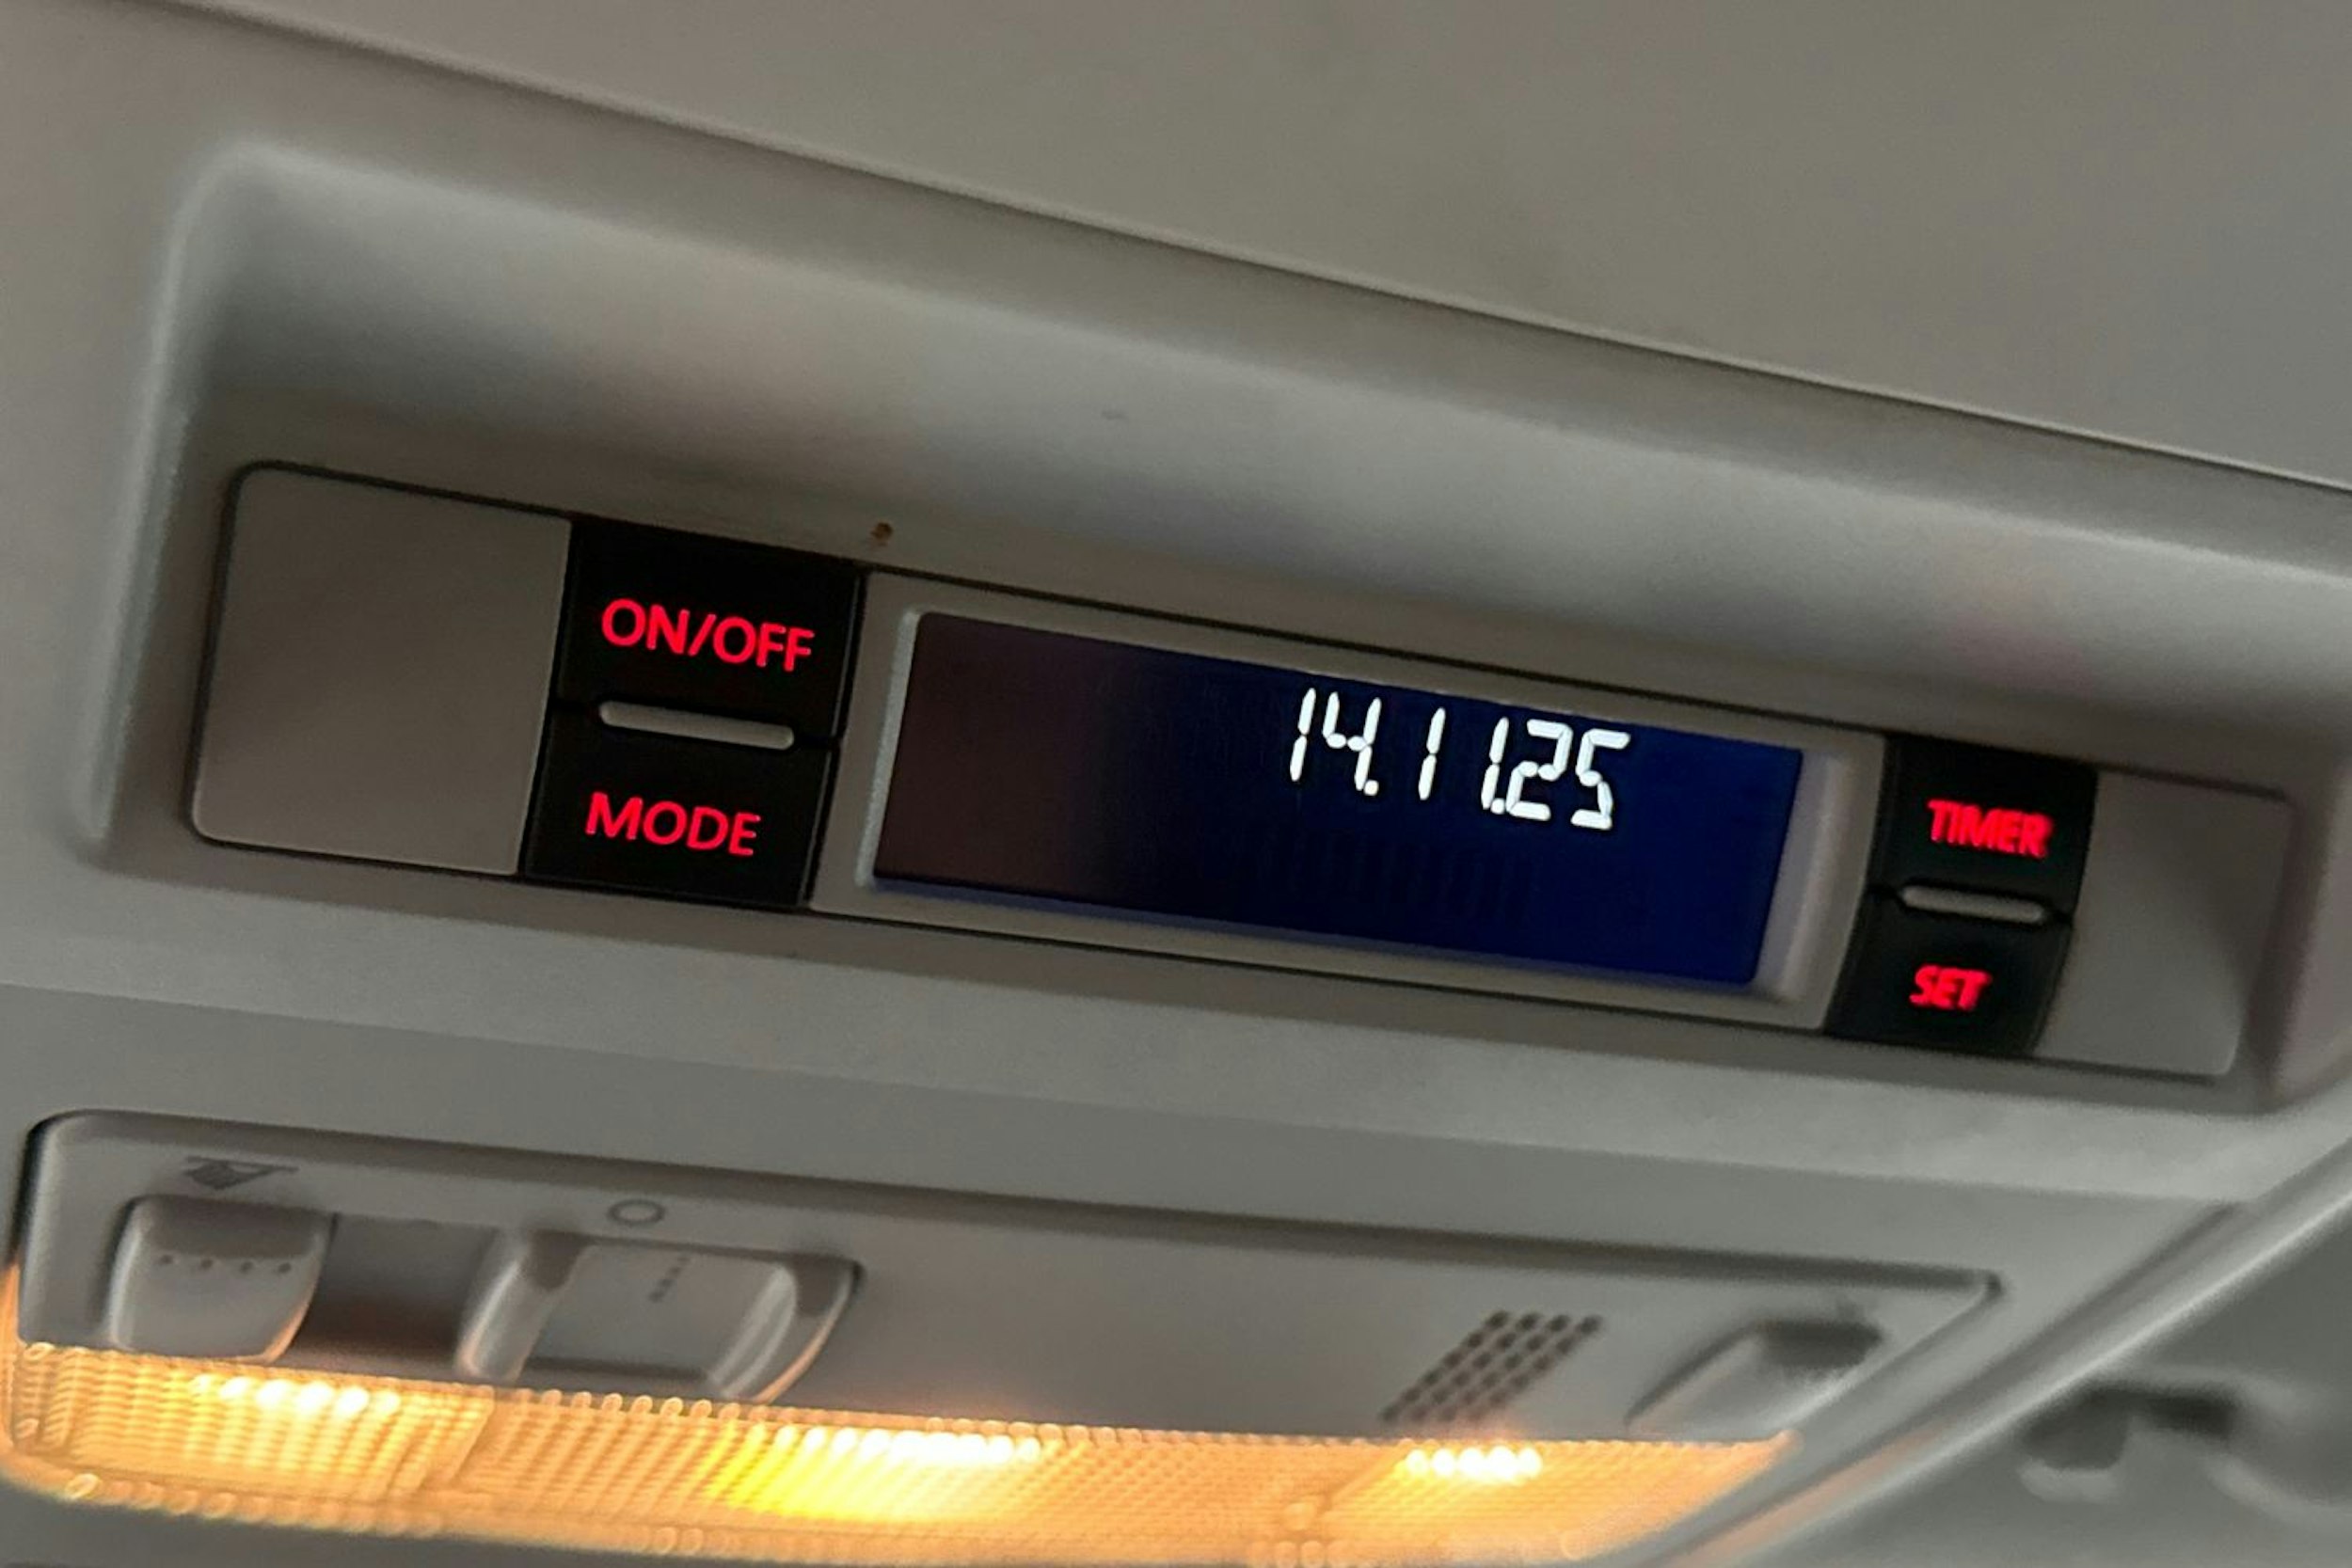 ON/OFF
MODE
14.11.25
TIMER
SET